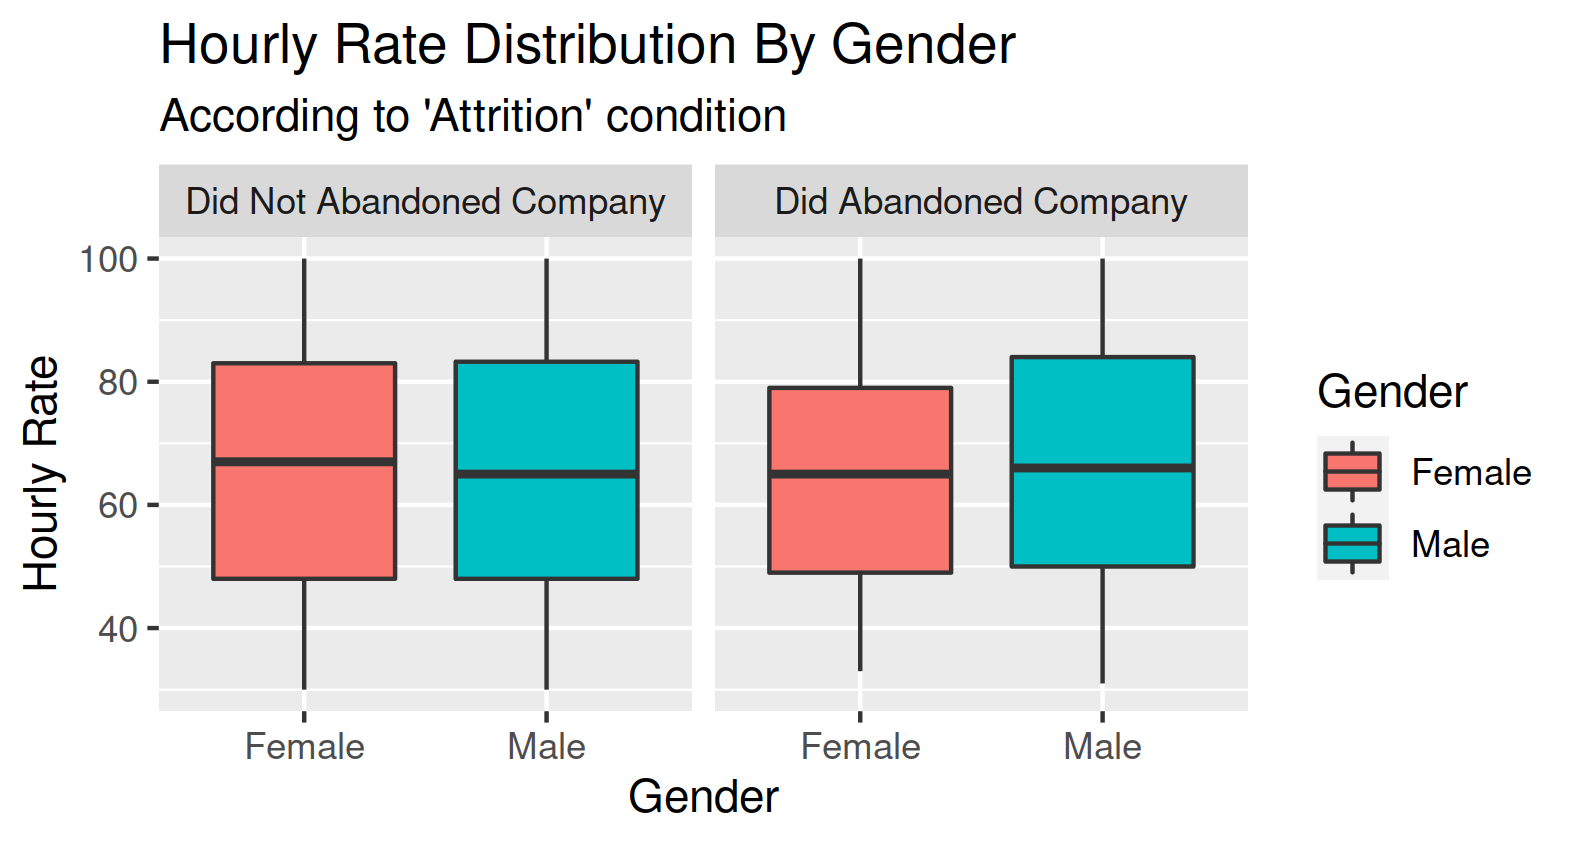 Hourly Rate Distribution By Gender
According to 'Attrition' condition
Did Not Abandoned Company
Did Abandoned Company
100
80
60
40
Hourly Rate
Female
Male
Female
Male
Gender
Gender
Female
Male